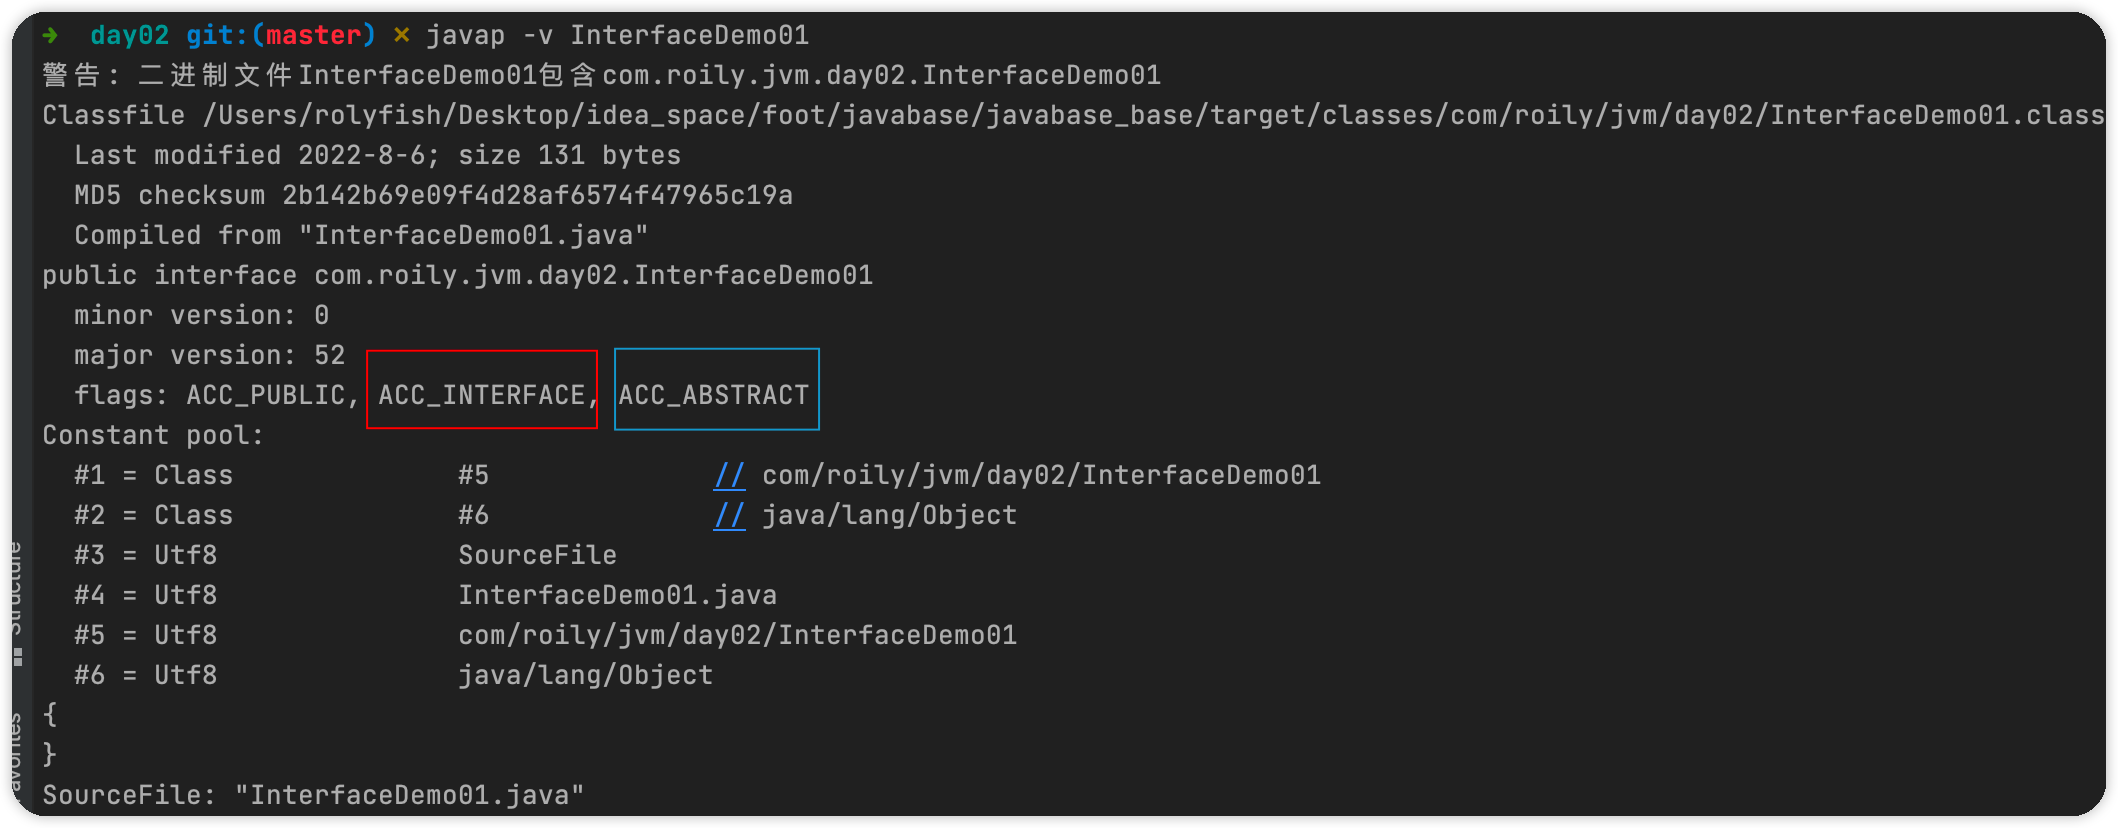 ➜  day02 git:(master) ✗ javap -v InterfaceDemo01
警告: 二进制文件InterfaceDemo01包含com.roily.jvm.day02.InterfaceDemo01
Classfile /Users/rolyfish/Desktop/idea_space/foot/javabase/javabase_base/target/classes/com/roily/jvm/day02/InterfaceDemo01.class
  Last modified 2022-8-6; size 131 bytes
  MD5 checksum 2b142b69e09f4d28af6574f47965c19a
  Compiled from "InterfaceDemo01.java"
public interface com.roily.jvm.day02.InterfaceDemo01
  minor version: 0
  major version: 52
  flags: ACC_PUBLIC, ACC_INTERFACE, ACC_ABSTRACT
Constant pool:
  #1 = Class              #5              // com/roily/jvm/day02/InterfaceDemo01
  #2 = Class              #6              // java/lang/Object
  #3 = Utf8               SourceFile
  #4 = Utf8               InterfaceDemo01.java
  #5 = Utf8               com/roily/jvm/day02/InterfaceDemo01
  #6 = Utf8               java/lang/Object
{
}
SourceFile: "InterfaceDemo01.java"
Structure
Favorites